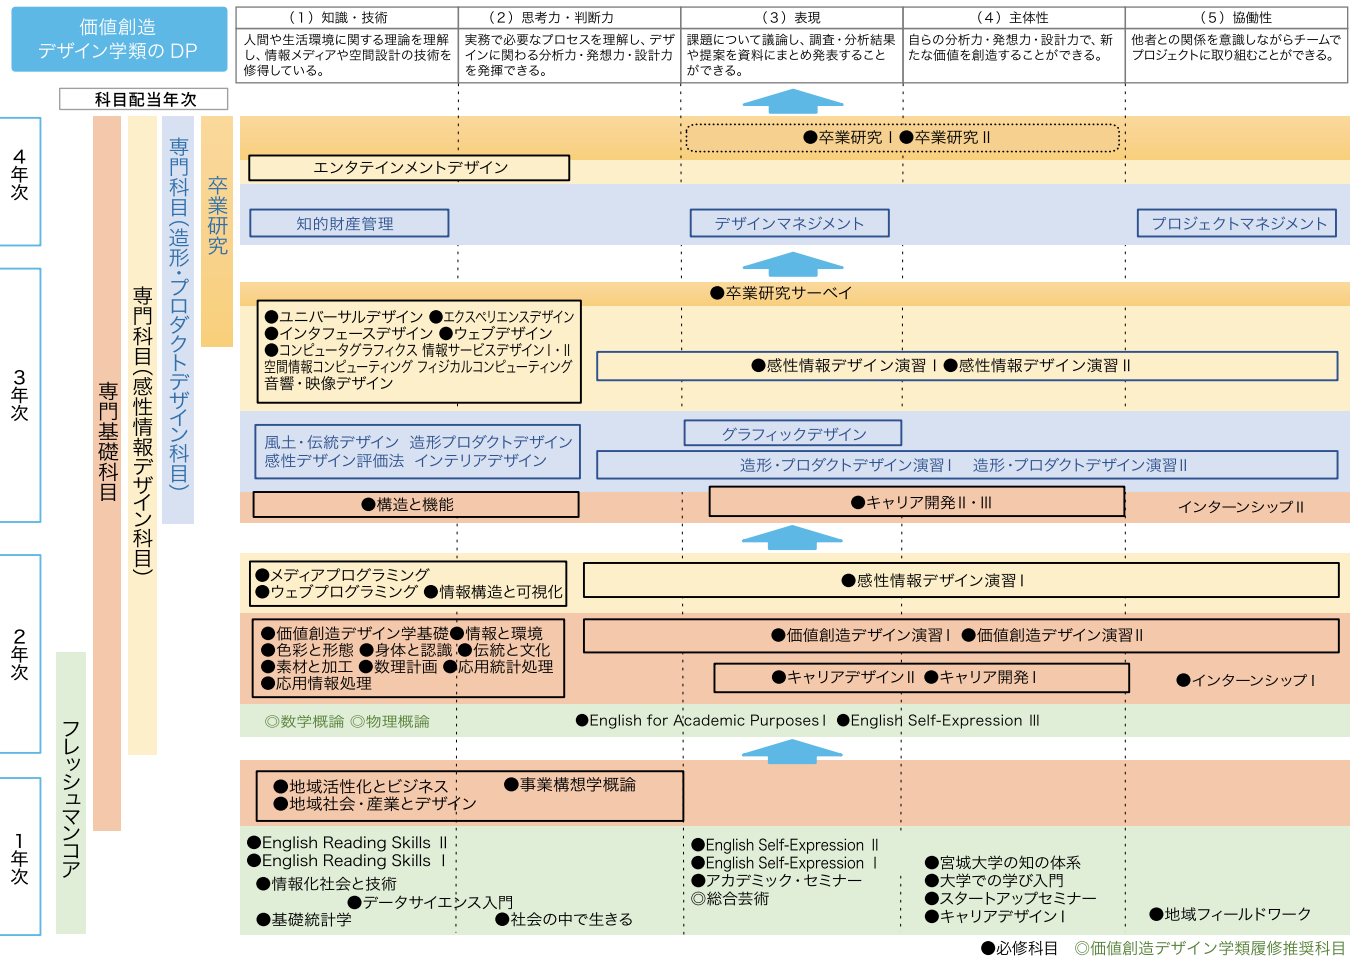 価値創造
デザイン学類の DP
（1）知識・技術
（2）思考力・判断力
（3）表現
（4）主体性
（5）協働性
人間や生活環境に関する理論を理解
し、情報メディアや空間設計の技術を
修得している。
実務で必要なプロセスを理解し、デザ
インに関わる分析力・発想力・設計力
を発揮できる。
課題について議論し、調査・分析結果
や提案を資料にまとめ発表すること
ができる。
自らの分析力・発想力・設計力で、新
たな価値を創造することができる。
他者との関係を意識しながらチームで
プロジェクトに取り組むことができる。
科目配当年次
4年次
3年次
2年次
1年次
フレッシュマンコア
専門基礎科目
専門科目（感性情報デザイン科目）
専門科目（造形・プロダクトデザイン科目）
卒業研究
●卒業研究Ⅰ ●卒業研究Ⅱ
エンタテインメントデザイン
知的財産管理
デザインマネジメント
プロジェクトマネジメント
●卒業研究サーベイ
●ユニバーサルデザイン ●エクスペリエンスデザイン
●インタフェースデザイン ●ウェブデザイン
●コンピュータグラフィクス 情報サービスデザインⅠ・Ⅱ
空間情報コンピューティング フィジカルコンピューティング
音響・映像デザイン
●感性情報デザイン演習Ⅰ ●感性情報デザイン演習Ⅱ
風土・伝統デザイン 造形プロダクトデザイン
感性デザイン評価法 インテリアデザイン
グラフィックデザイン
造形・プロダクトデザイン演習Ⅰ 造形・プロダクトデザイン演習Ⅱ
●構造と機能
●キャリア開発Ⅱ・Ⅲ
インターンシップⅡ
●メディアプログラミング
●ウェブプログラミング ●情報構造と可視化
●感性情報デザイン演習Ⅰ
●価値創造デザイン学基礎●情報と環境
●色彩と形態 ●身体と認識 ●伝統と文化
●素材と加工 ●数理計画 ●応用統計処理
●応用情報処理
●価値創造デザイン演習Ⅰ ●価値創造デザイン演習Ⅱ
●キャリアデザインⅡ ●キャリア開発Ⅰ
●インターンシップⅠ
◎数学概論 ◎物理概論
●English for Academic PurposesⅠ ●English Self-Expression Ⅲ
●地域活性化とビジネス
●地域社会・産業とデザイン
●事業構想学概論
●English Reading Skills Ⅱ
●English Reading Skills Ⅰ
●情報化社会と技術
●データサイエンス入門
●基礎統計学
●社会の中で生きる
●English Self-Expression Ⅱ
●English Self-Expression Ⅰ
●アカデミック・セミナー
◎総合芸術
●宮城大学の知の体系
●大学での学び入門
●スタートアップセミナー
●キャリアデザインⅠ
●地域フィールドワーク
●必修科目 ◎価値創造デザイン学類履修推奨科目